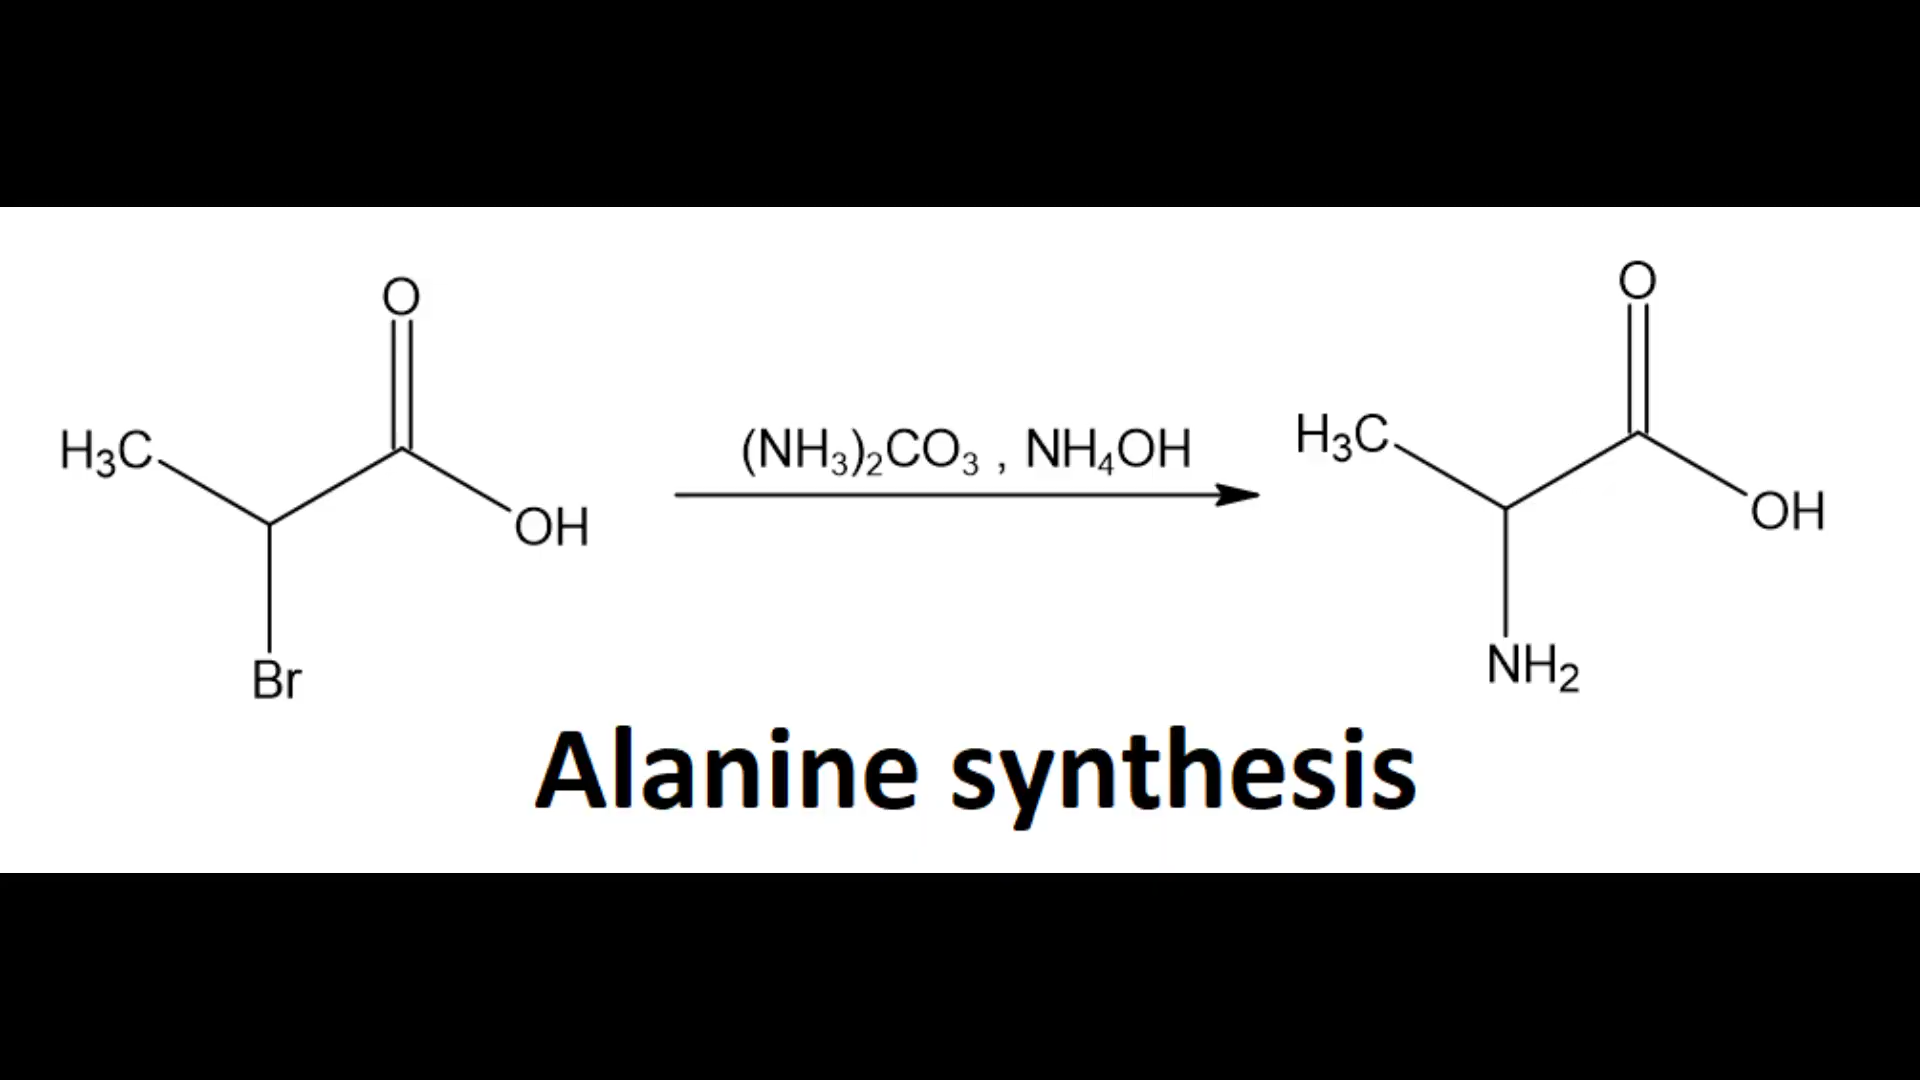 O
H₃C
OH
Br
(NH₃)₂CO₃ , NH₄OH
O
H₃C
OH
NH₂
Alanine synthesis